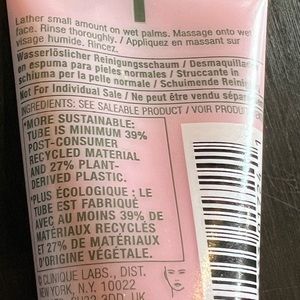 Lather small amount on wet palms. Massage onto wet
face. Rinse thoroughly. / Appliquez en massant sur
visage humide. Rincez.
Wasserlöslicher Reinigungsschaum / Desmaquillan
en espuma para pieles normales / Struccante in
schiuma per la pelle normale / Schuimende Reinig
Not For Individual Sale / Ne peut être vendu sépare
INGREDIENTS: SEE SALEABLE PRODUCT / VOIR PRODUI
*MORE SUSTAINABLE:
TUBE IS MINIMUM 39%
POST-CONSUMER
RECYCLED MATERIAL
AND 27% PLANT-
DERIVED PLASTIC.
*PLUS ÉCOLOGIQUE : LE
TUBE EST FABRIQUÉ
AVEC AU MOINS 39% DE
MATÉRIAUX RECYCLÉS
ET 27% DE MATÉRIAUX
D'ORIGINE VÉGÉTALE.
© CLINIQUE LABS., DIST.
NEW YORK, N.Y. 10022